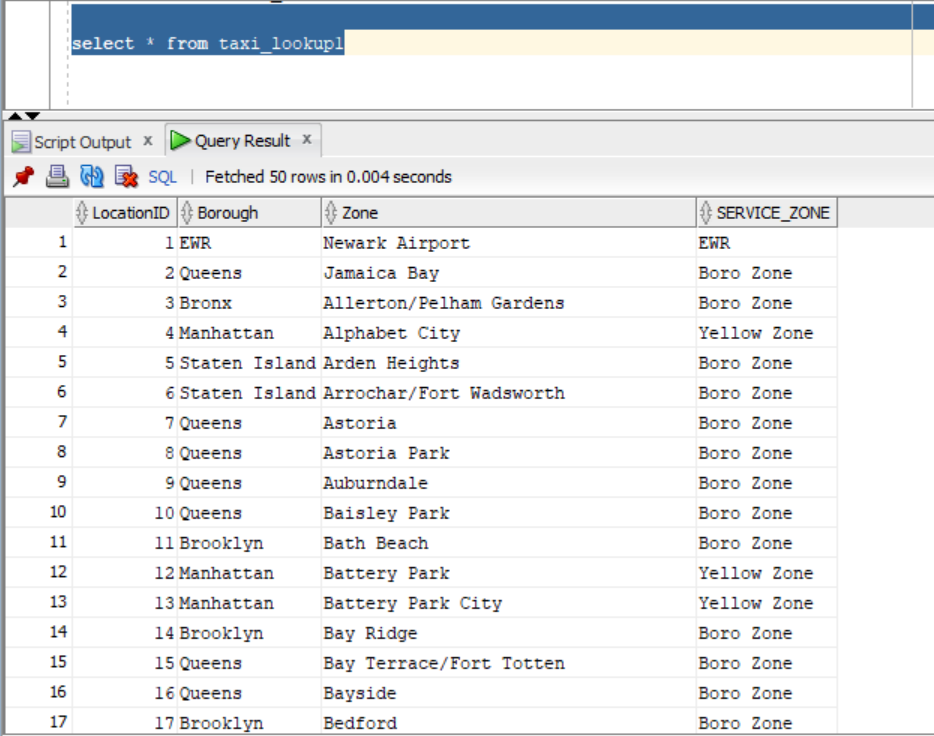 select * from taxi_lookup1
Script Output x Query Result x
SQL | Fetched 50 rows in 0.004 seconds
LocationID Borough Zone SERVICE_ZONE
1 1 EWR Newark Airport EWR
2 2 Queens Jamaica Bay Boro Zone
3 3 Bronx Allerton/Pelham Gardens Boro Zone
4 4 Manhattan Alphabet City Yellow Zone
5 5 Staten Island Arden Heights Boro Zone
6 6 Staten Island Arrochar/Fort Wadsworth Boro Zone
7 7 Queens Astoria Boro Zone
8 8 Queens Astoria Park Boro Zone
9 9 Queens Auburndale Boro Zone
10 10 Queens Baisley Park Boro Zone
11 11 Brooklyn Bath Beach Boro Zone
12 12 Manhattan Battery Park Yellow Zone
13 13 Manhattan Battery Park City Yellow Zone
14 14 Brooklyn Bay Ridge Boro Zone
15 15 Queens Bay Terrace/Fort Totten Boro Zone
16 16 Queens Bayside Boro Zone
17 17 Brooklyn Bedford Boro Zone